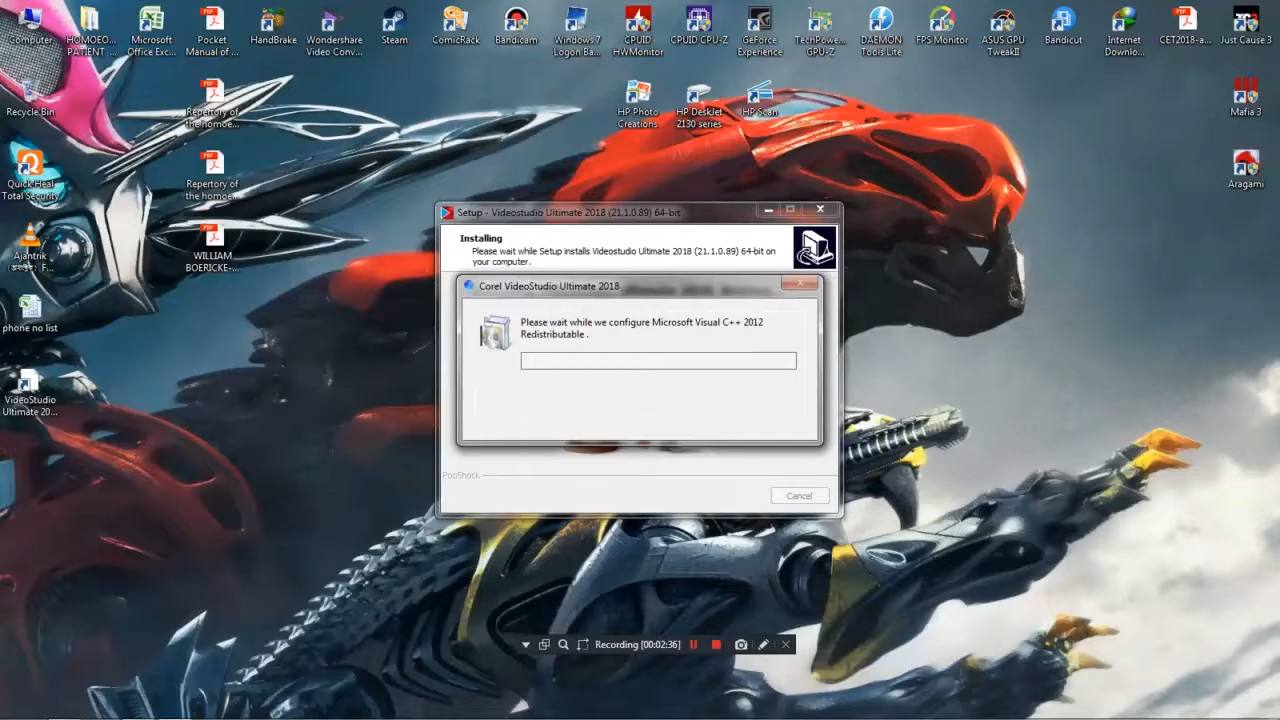 Computer
HOMOEO...
PATIENT ...
Microsoft
Office Exc...
Pocket
Manual of ...
HandBrake
Wondershare
Video Conv...
Steam
ComicRack
Bandicam
Windows 7
Logon Ba...
CPUID
HWMonitor
CPUID CPU-Z
GeForce
Experience
TechPowe...
GPU-Z
DAEMON
Tools Lite
FPS Monitor
ASUS GPU
TweakII
Bandicut
Internet
Downlo...
CET2018-a...
Just Cause 3
Recycle Bin
Repertory of
the homoe...
HP Photo
Creations
HP DeskJet
2130 series
HP Scan
Mafia 3
Quick Heal
Total Security
Repertory of
the homoe...
Aragami
Ajantrik
WILLIAM
BOERICKE-...
phone no list
VideoStudio
Ultimate 20...
Setup - Videostudio Ultimate 2018 (21.1.0.89) 64-bit
Installing
Please wait while Setup installs Videostudio Ultimate 2018 (21.1.0.89) 64-bit on
your computer.
Corel VideoStudio Ultimate 2018
Please wait while we configure Microsoft Visual C++ 2012
Redistributable .
PooShock
Cancel
Recording [00:02:36]